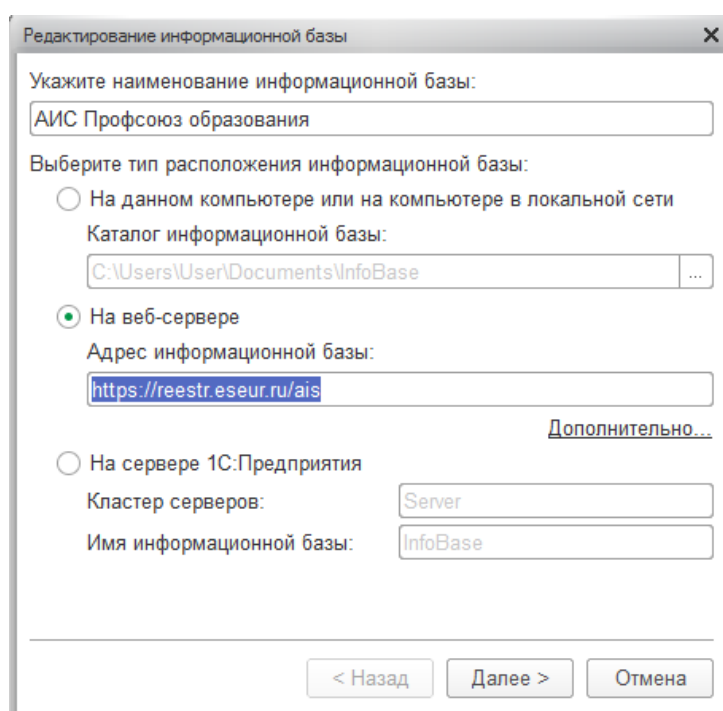 Редактирование информационной базы
Укажите наименование информационной базы:
АИС Профсоюз образования
Выберите тип расположения информационной базы:
На данном компьютере или на компьютере в локальной сети
Каталог информационной базы:
C:\Users\User\Documents\InfoBase
...
На веб-сервере
Адрес информационной базы:
https://reestr.eseur.ru/ais
Дополнительно...
На сервере 1С:Предприятия
Кластер серверов: Server
Имя информационной базы: InfoBase
< Назад Далее > Отмена